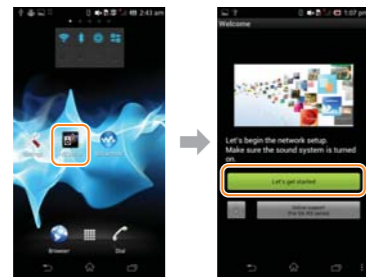 2:43 am
Browser
Dial
1:07 pm
Welcome
Let's begin the network setup.
Make sure the sound system is turned
on.
Let's get started